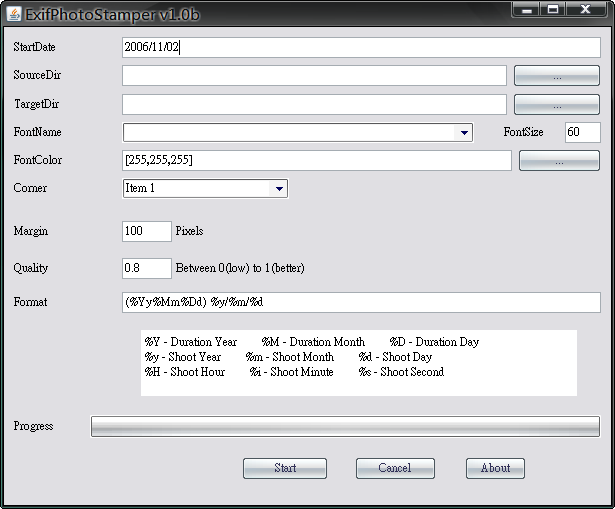 ExifPhotoStamper v1.0b
StartDate 2006/11/02
SourceDir ...
TargetDir ...
FontName FontSize 60
FontColor [255,255,255] ...
Corner Item 1
Margin 100 Pixels
Quality 0.8 Between 0(low) to 1(better)
Format (%Yy%Mm%Dd) %y/%m/%d
%Y - Duration Year %M - Duration Month %D - Duration Day
%y - Shoot Year %m - Shoot Month %d - Shoot Day
%H - Shoot Hour %i - Shoot Minute %s - Shoot Second
Progress
Start Cancel About